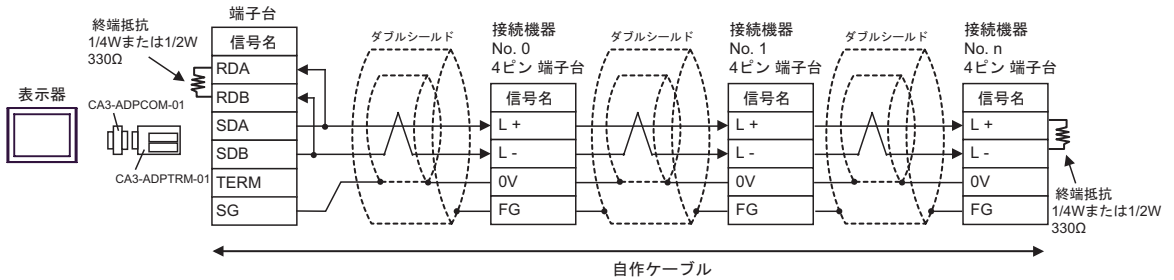 終端抵抗
1/4Wまたは1/2W
330Ω
表示器
CA3-ADPCOM-01
CA3-ADPTRM-01
端子台
信号名
RDA
RDB
SDA
SDB
TERM
SG
ダブルシールド
接続機器
No. 0
4ピン 端子台
信号名
L +
L -
0V
FG
ダブルシールド
接続機器
No. 1
4ピン 端子台
信号名
L +
L -
0V
FG
ダブルシールド
接続機器
No. n
4ピン 端子台
信号名
L +
L -
0V
FG
終端抵抗
1/4Wまたは1/2W
330Ω
自作ケーブル